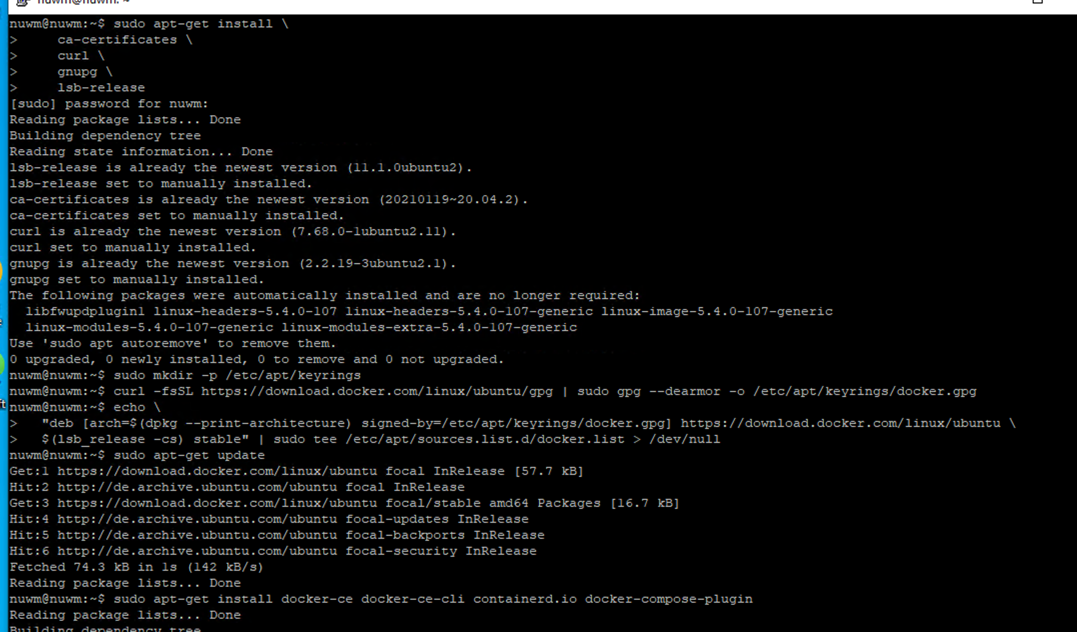 nuwm@nuwm: ~
nuwm@nuwm:~$ sudo apt-get install \
>     ca-certificates \
>     curl \
>     gnupg \
>     lsb-release
[sudo] password for nuwm:
Reading package lists... Done
Building dependency tree
Reading state information... Done
lsb-release is already the newest version (11.1.0ubuntu2).
lsb-release set to manually installed.
ca-certificates is already the newest version (20210119~20.04.2).
ca-certificates set to manually installed.
curl is already the newest version (7.68.0-1ubuntu2.11).
curl set to manually installed.
gnupg is already the newest version (2.2.19-3ubuntu2.1).
gnupg set to manually installed.
The following packages were automatically installed and are no longer required:
  libfwupdplugin1 linux-headers-5.4.0-107 linux-headers-5.4.0-107-generic linux-image-5.4.0-107-generic
  linux-modules-5.4.0-107-generic linux-modules-extra-5.4.0-107-generic
Use 'sudo apt autoremove' to remove them.
0 upgraded, 0 newly installed, 0 to remove and 0 not upgraded.
nuwm@nuwm:~$ sudo mkdir -p /etc/apt/keyrings
nuwm@nuwm:~$ curl -fsSL https://download.docker.com/linux/ubuntu/gpg | sudo gpg --dearmor -o /etc/apt/keyrings/docker.gpg
nuwm@nuwm:~$ echo \
>   "deb [arch=$(dpkg --print-architecture) signed-by=/etc/apt/keyrings/docker.gpg] https://download.docker.com/linux/ubuntu \
>   $(lsb_release -cs) stable" | sudo tee /etc/apt/sources.list.d/docker.list > /dev/null
nuwm@nuwm:~$ sudo apt-get update
Get:1 https://download.docker.com/linux/ubuntu focal InRelease [57.7 kB]
Hit:2 http://de.archive.ubuntu.com/ubuntu focal InRelease
Get:3 https://download.docker.com/linux/ubuntu focal/stable amd64 Packages [16.7 kB]
Hit:4 http://de.archive.ubuntu.com/ubuntu focal-updates InRelease
Hit:5 http://de.archive.ubuntu.com/ubuntu focal-backports InRelease
Hit:6 http://de.archive.ubuntu.com/ubuntu focal-security InRelease
Fetched 74.3 kB in 1s (142 kB/s)
Reading package lists... Done
nuwm@nuwm:~$ sudo apt-get install docker-ce docker-ce-cli containerd.io docker-compose-plugin
Reading package lists... Done
Building dependency tree